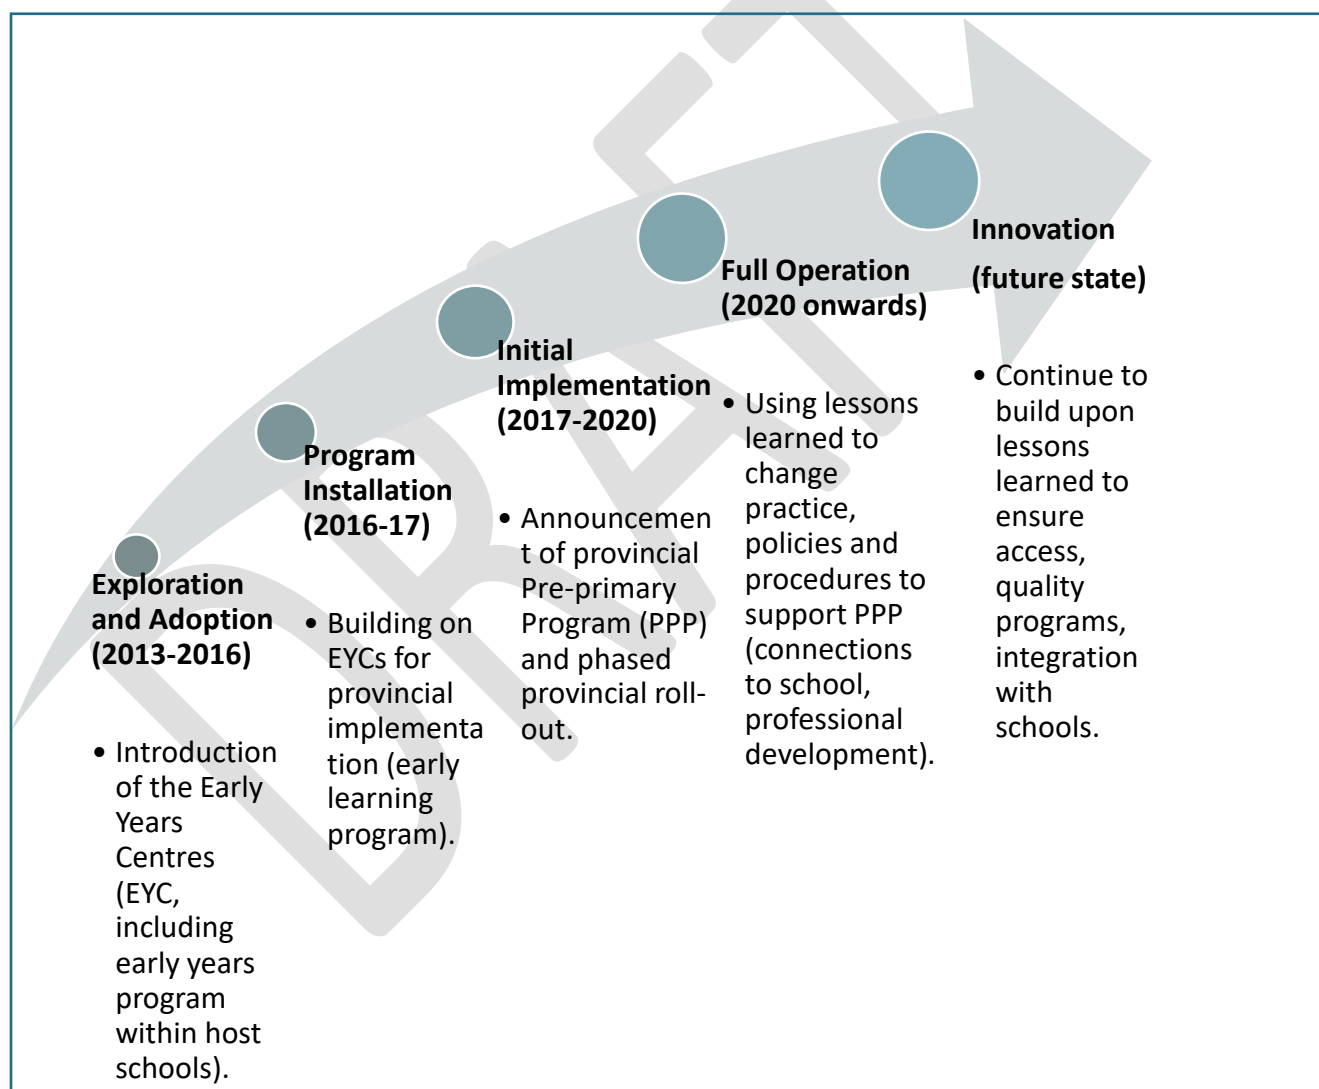 DRAFT
Exploration
and Adoption
(2013-2016)
• Introduction
of the Early
Years
Centres
(EYC,
including
early years
program
within host
schools).
Program
Installation
(2016-17)
• Building on
EYCs for
provincial
implementa
tion (early
learning
program).
Initial
Implementation
(2017-2020)
• Announcemen
t of provincial
Pre-primary
Program (PPP)
and phased
provincial roll-
out.
Full Operation
(2020 onwards)
• Using lessons
learned to
change
practice,
policies and
procedures to
support PPP
(connections
to school,
professional
development).
Innovation
(future state)
• Continue to
build upon
lessons
learned to
ensure
access,
quality
programs,
integration
with
schools.